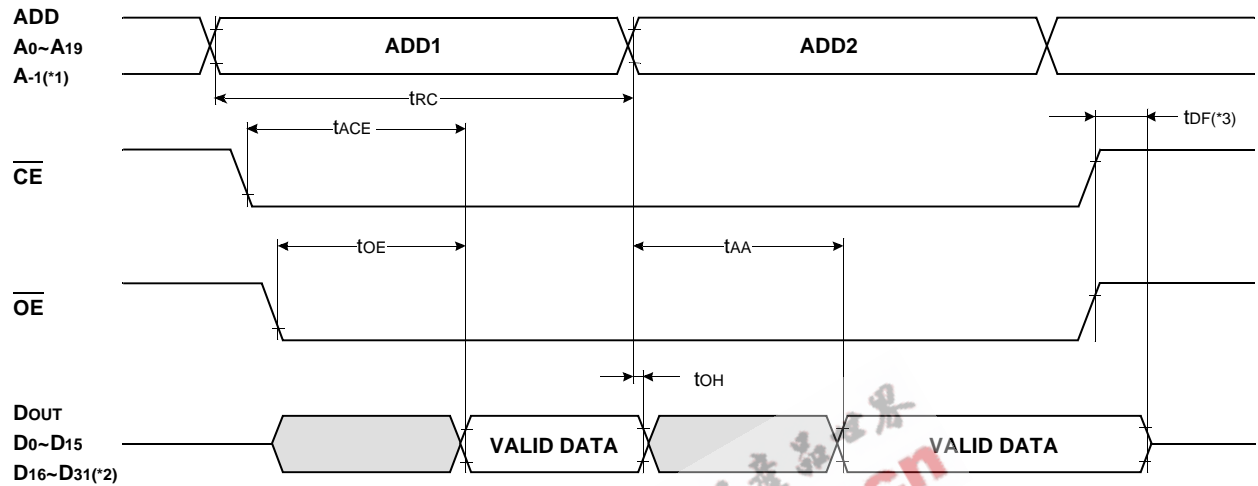 ADD
A0~A19
A-1(*1)
ADD1
ADD2
tRC
tACE
tDF(*3)
CE
tOE
tAA
OE
tOH
DOUT
D0~D15
D16~D31(*2)
VALID DATA
VALID DATA